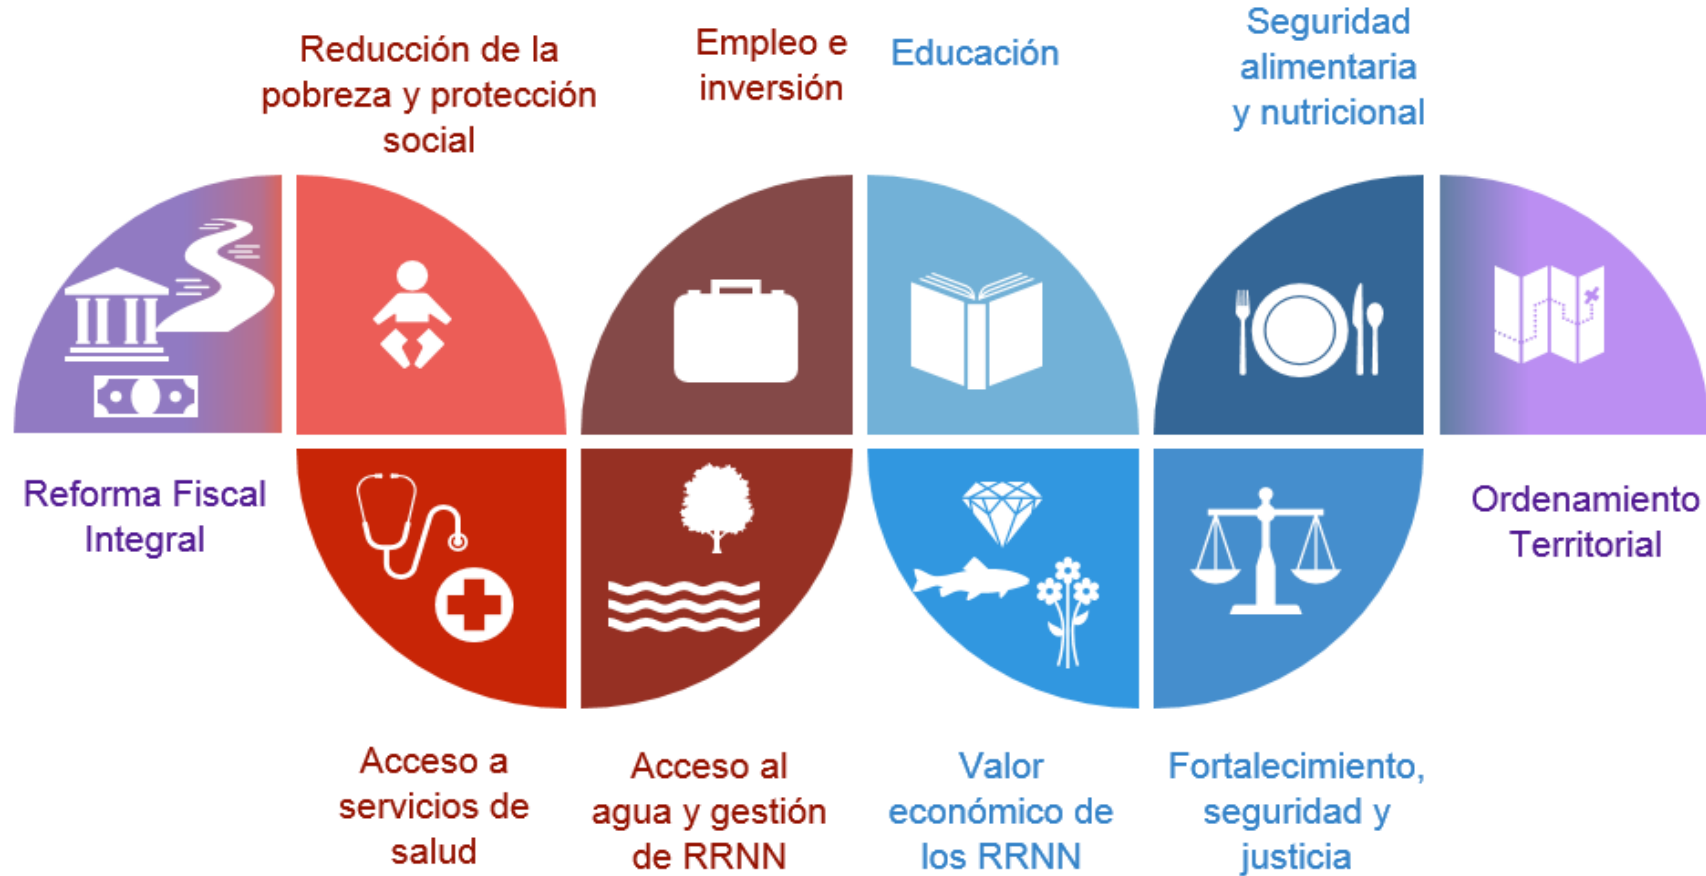 Reducción de la
pobreza y protección
social
Empleo e
inversión
Educación
Seguridad
alimentaria
y nutricional
Reforma Fiscal
Integral
Ordenamiento
Territorial
Acceso a
servicios de
salud
Acceso al
agua y gestión
de RRNN
Valor
económico de
los RRNN
Fortalecimiento,
seguridad y
justicia